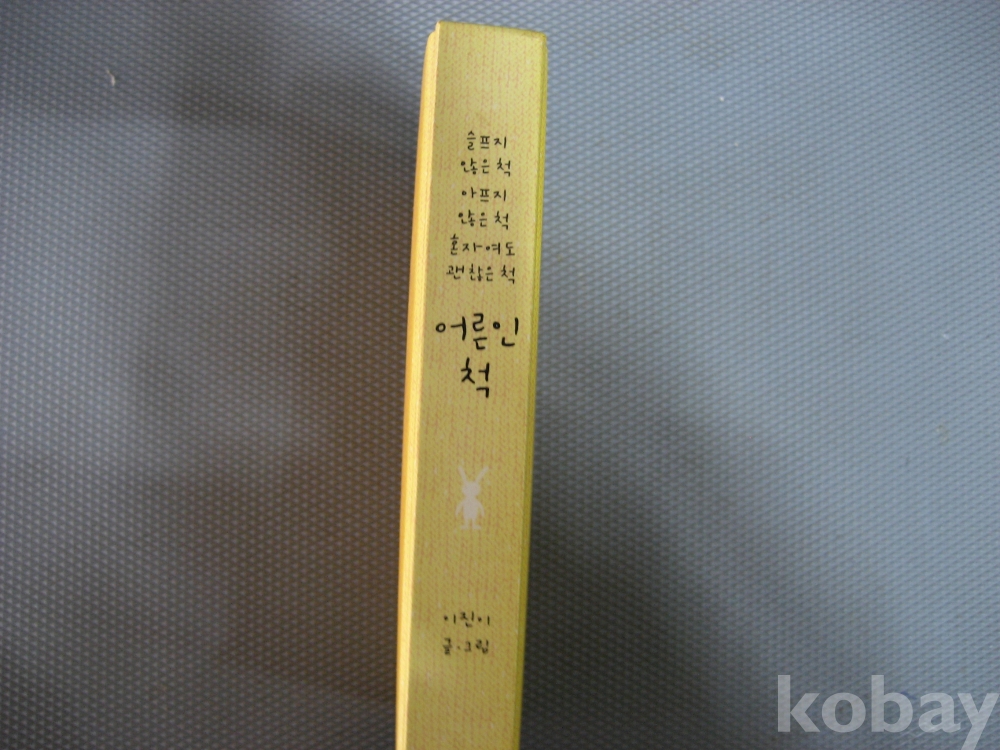 슬프지
않은 척
아프지
않은 척
혼자여도
괜찮은 척
어른인
척
이진이
글·그림
kobay